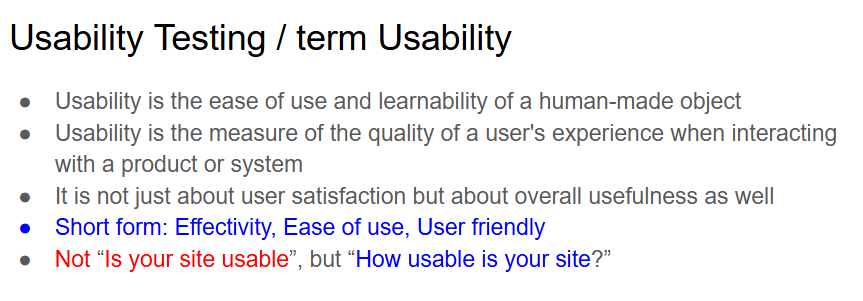 Usability Testing / term Usability
● Usability is the ease of use and learnability of a human-made object
● Usability is the measure of the quality of a user's experience when interacting
with a product or system
● It is not just about user satisfaction but about overall usefulness as well
● Short form: Effectivity, Ease of use, User friendly
● Not “Is your site usable”, but “How usable is your site?”